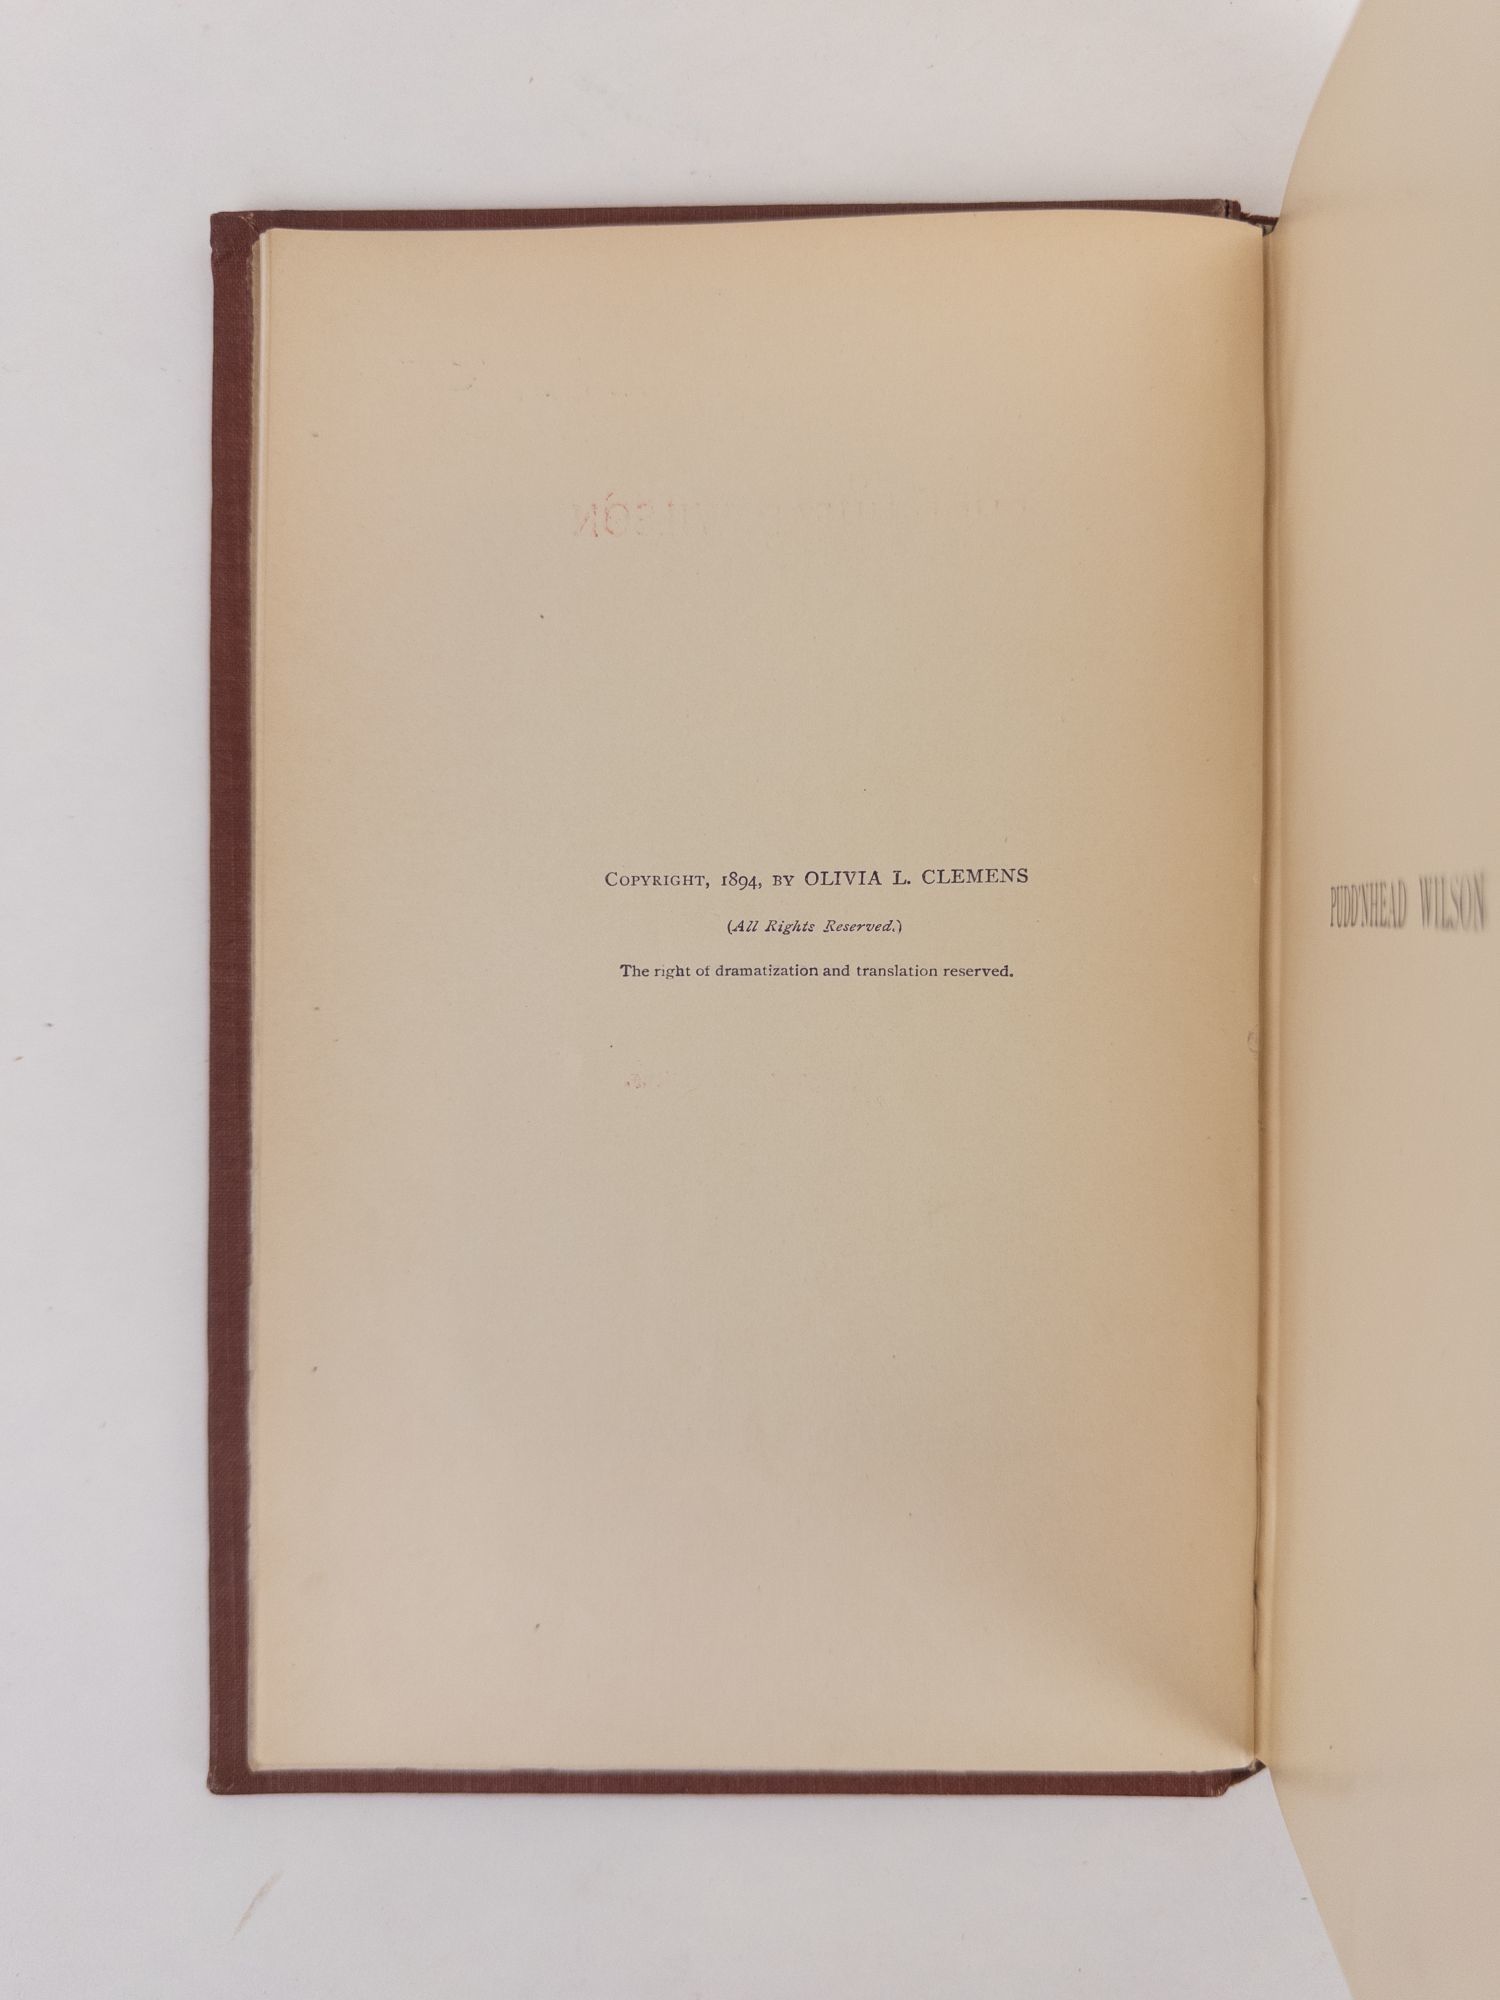 COPYRIGHT, 1894, BY OLIVIA L. CLEMENS
(All Rights Reserved.)
The right of dramatization and translation reserved.
PUDD'NHEAD WILSON